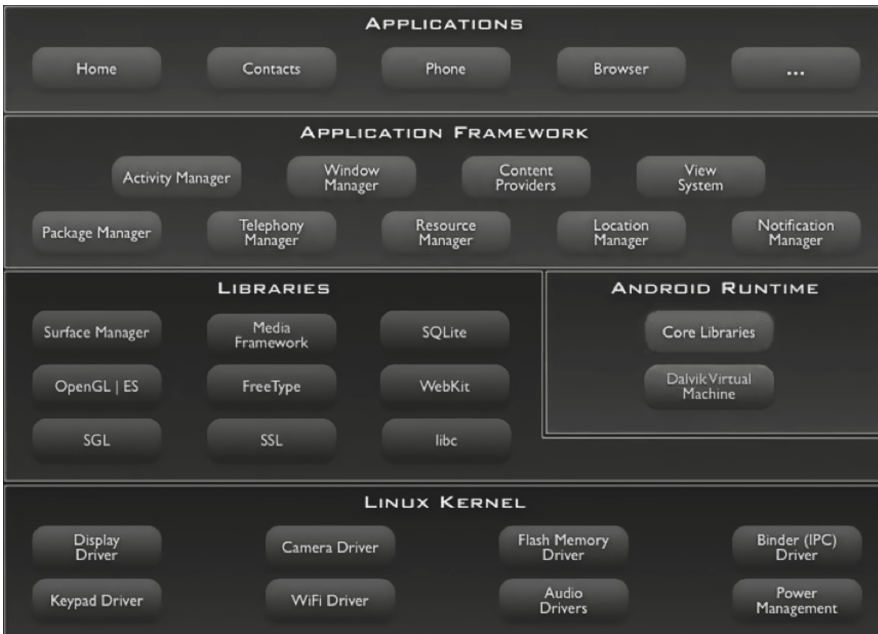 APPLICATIONS
Home
Contacts
Phone
Browser
...
APPLICATION FRAMEWORK
Activity Manager
Window
Manager
Content
Providers
View
System
Package Manager
Telephony
Manager
Resource
Manager
Location
Manager
Notification
Manager
LIBRARIES
Surface Manager
Media
Framework
SQLite
OpenGL | ES
FreeType
WebKit
SGL
SSL
libc
ANDROID RUNTIME
Core Libraries
Dalvik Virtual
Machine
LINUX KERNEL
Display
Driver
Camera Driver
Flash Memory
Driver
Binder (IPC)
Driver
Keypad Driver
WiFi Driver
Audio
Drivers
Power
Management